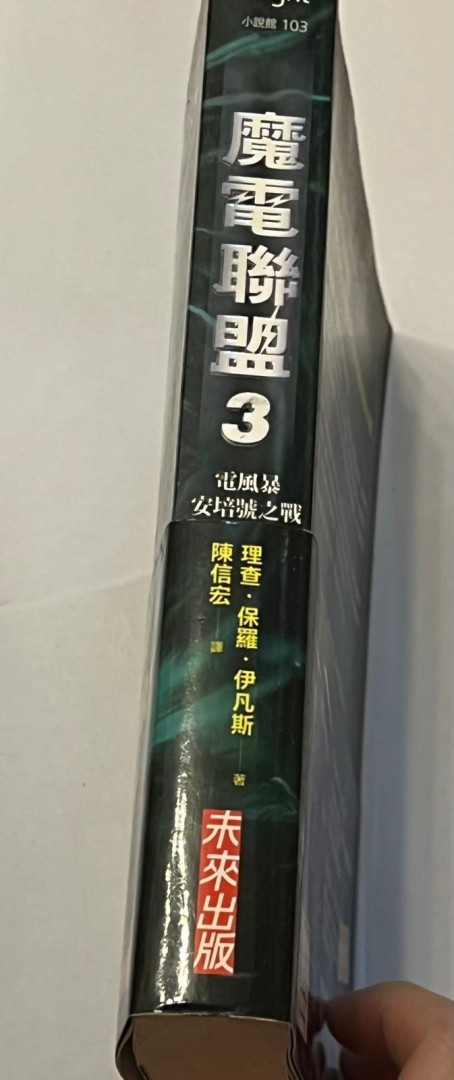 小說館 103
魔電聯盟
3
電風暴
安培號之戰
理查·保羅·伊凡斯 著
陳信宏 譯
未來出版